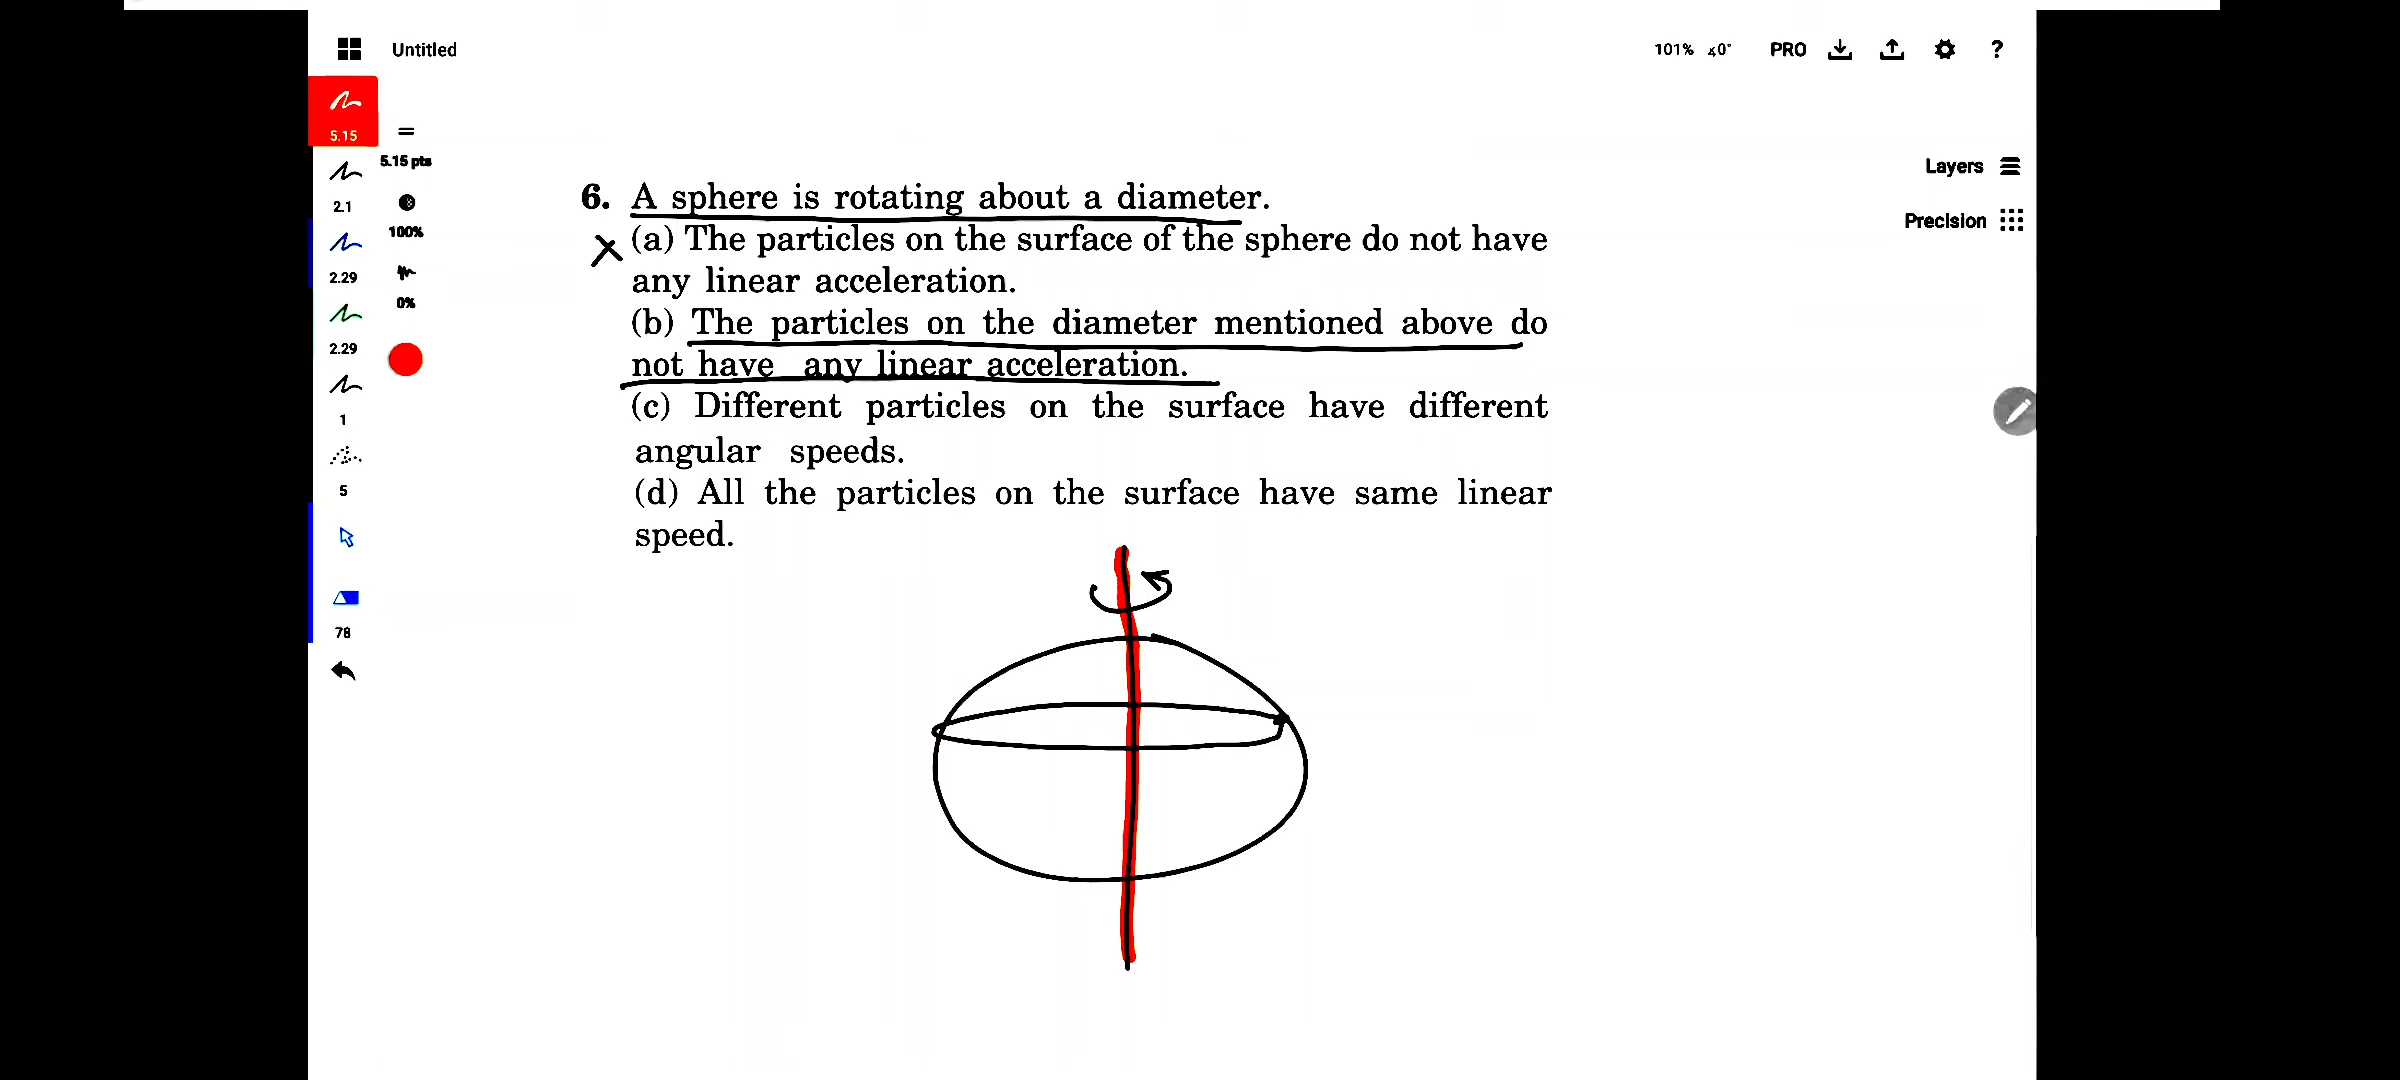 Untitled
101% ⦟0°
PRO
?
5.15
5.15 pts
2.1
100%
2.29
0%
2.29
1
5
78
Layers
Precision
6. A sphere is rotating about a diameter.
(a) The particles on the surface of the sphere do not have
any linear acceleration.
(b) The particles on the diameter mentioned above do
not have any linear acceleration.
(c) Different particles on the surface have different
angular speeds.
(d) All the particles on the surface have same linear
speed.